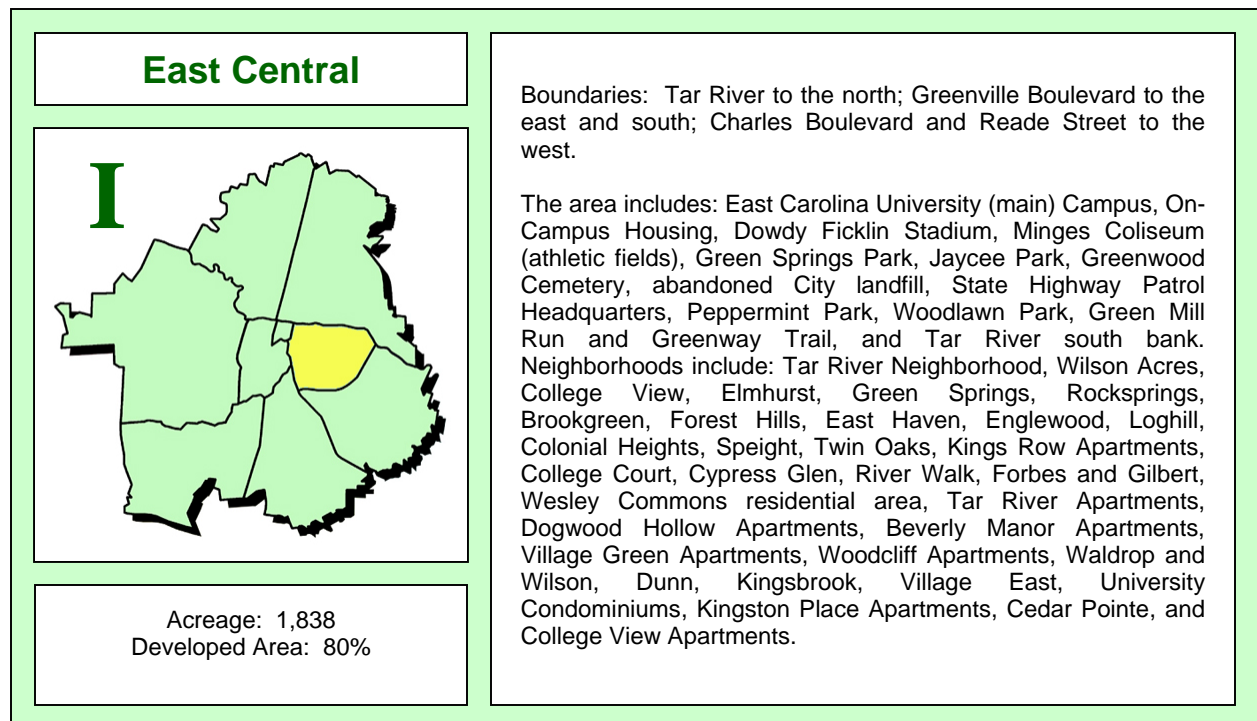 East Central
I
Acreage: 1,838
Developed Area: 80%
Boundaries: Tar River to the north; Greenville Boulevard to the
east and south; Charles Boulevard and Reade Street to the
west.
The area includes: East Carolina University (main) Campus, On-
Campus Housing, Dowdy Ficklin Stadium, Minges Coliseum
(athletic fields), Green Springs Park, Jaycee Park, Greenwood
Cemetery, abandoned City landfill, State Highway Patrol
Headquarters, Peppermint Park, Woodlawn Park, Green Mill
Run and Greenway Trail, and Tar River south bank.
Neighborhoods include: Tar River Neighborhood, Wilson Acres,
College View, Elmhurst, Green Springs, Rocksprings,
Brookgreen, Forest Hills, East Haven, Englewood, Loghill,
Colonial Heights, Speight, Twin Oaks, Kings Row Apartments,
College Court, Cypress Glen, River Walk, Forbes and Gilbert,
Wesley Commons residential area, Tar River Apartments,
Dogwood Hollow Apartments, Beverly Manor Apartments,
Village Green Apartments, Woodcliff Apartments, Waldrop and
Wilson, Dunn, Kingsbrook, Village East, University
Condominiums, Kingston Place Apartments, Cedar Pointe, and
College View Apartments.